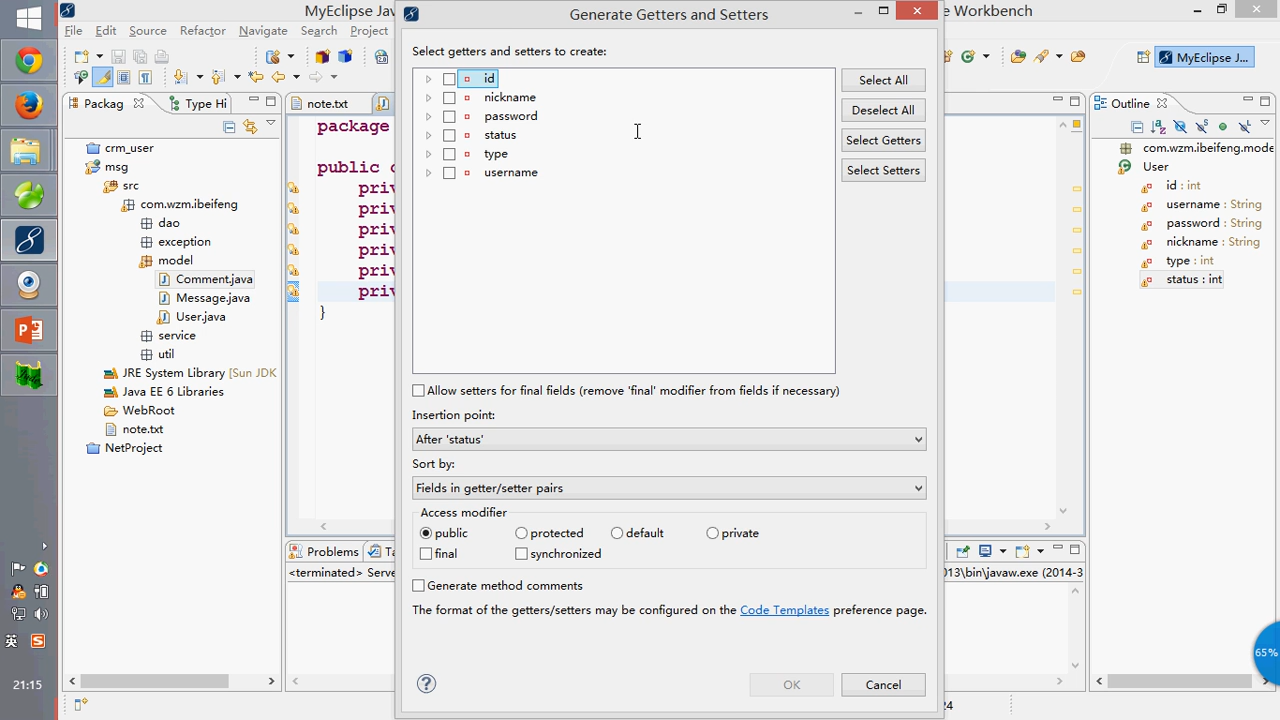 MyEclipse Jav
Generate Getters and Setters
e Workbench
File Edit Source Refactor Navigate Search Project
MyEclipse J...
Packag
Type Hi
crm_user
msg
src
com.wzm.ibeifeng
dao
exception
model
Comment.java
Message.java
User.java
service
util
JRE System Library [Sun JDK
Java EE 6 Libraries
WebRoot
note.txt
NetProject
note.txt
package
public c
priv
priv
priv
priv
priv
priv
}
Select getters and setters to create:
id
nickname
password
status
type
username
Select All
Deselect All
Select Getters
Select Setters
Allow setters for final fields (remove 'final' modifier from fields if necessary)
Insertion point:
After 'status'
Sort by:
Fields in getter/setter pairs
Access modifier
public protected default private
final synchronized
Generate method comments
The format of the getters/setters may be configured on the Code Templates preference page.
OK
Cancel
Outline
com.wzm.ibeifeng.mode
User
id : int
username : String
password : String
nickname : String
type : int
status : int
Problems
Ta
<terminated> Serve
013\bin\javaw.exe (2014-3
24
65%
英
21:15